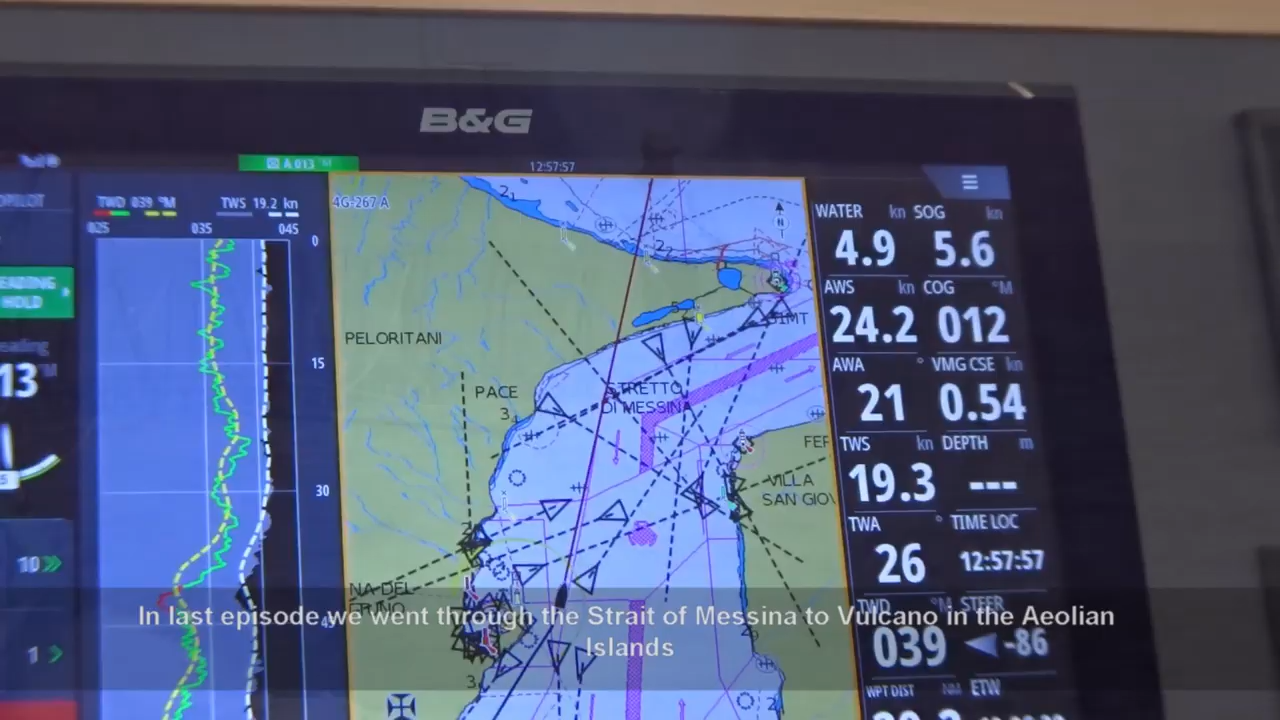 B&G
A 013 M
12:57:57
TWD 039 °M
TWS 19.2 kn
025
035
045
0
15
30
HOLD
13
10
1
4G-267 A
PELORITANI
PACE
STRETTO
DI MESSINA
VILLA
WATER kn SOG kn
4.9 5.6
AWS kn COG °M
24.2 012
AWA ° VMG CSE kn
21 0.54
TWS kn DEPTH m
19.3 ---
TWA ° TIME LOC
26 12:57:57
TWD °M STEER
039 -86
WPT DIST NM ETW
In last episode we went through the Strait of Messina to Vulcano in the Aeolian
Islands